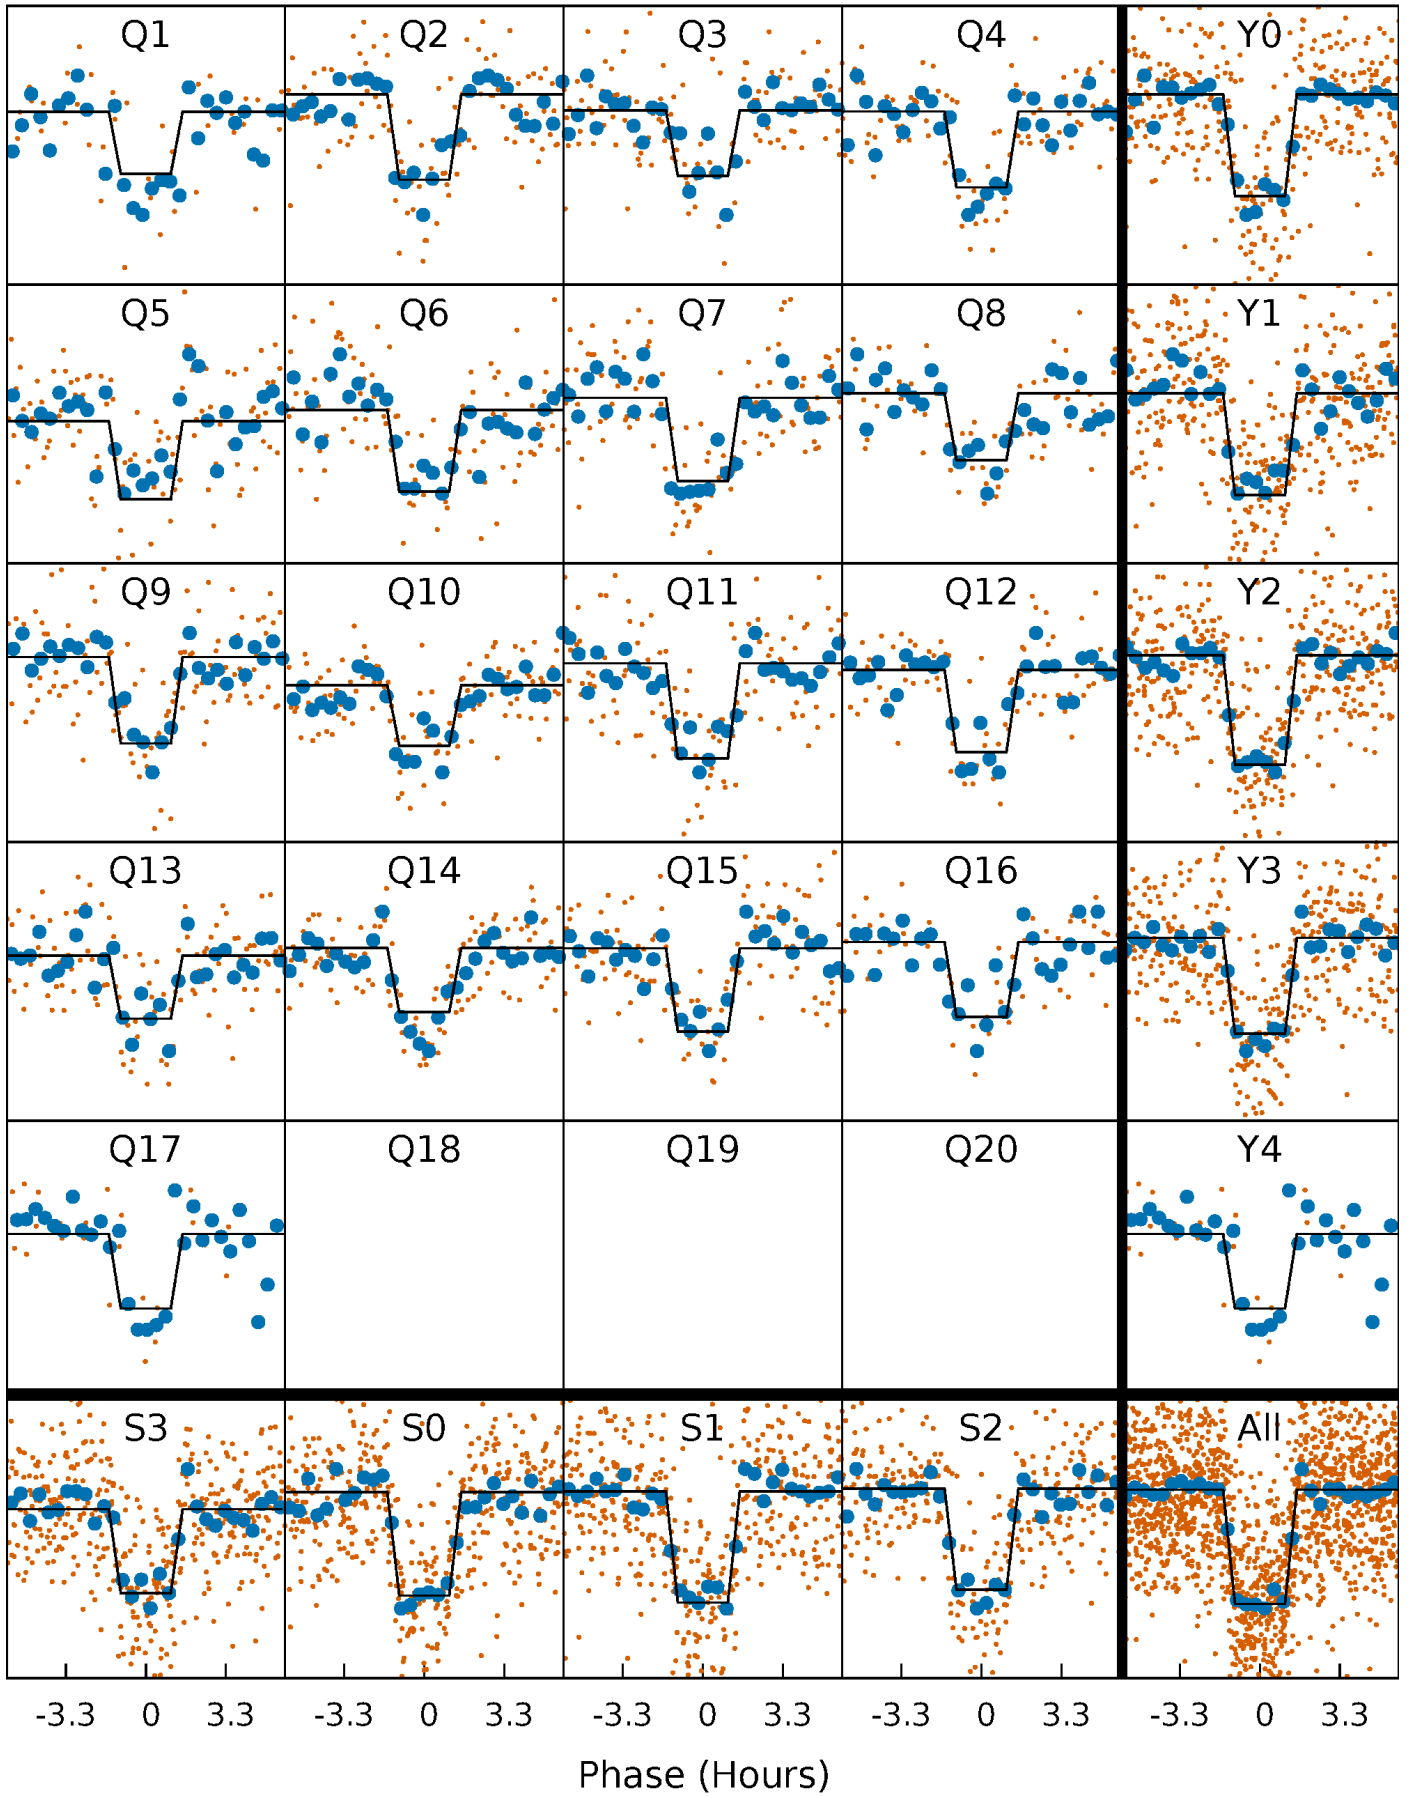 Q1 Q2 Q3 Q4 Y0
Q5 Q6 Q7 Q8 Y1
Q9 Q10 Q11 Q12 Y2
Q13 Q14 Q15 Q16 Y3
Q17 Q18 Q19 Q20 Y4
S3 S0 S1 S2 All
-3.3 0 3.3 -3.3 0 3.3 -3.3 0 3.3 -3.3 0 3.3 -3.3 0 3.3
Phase (Hours)